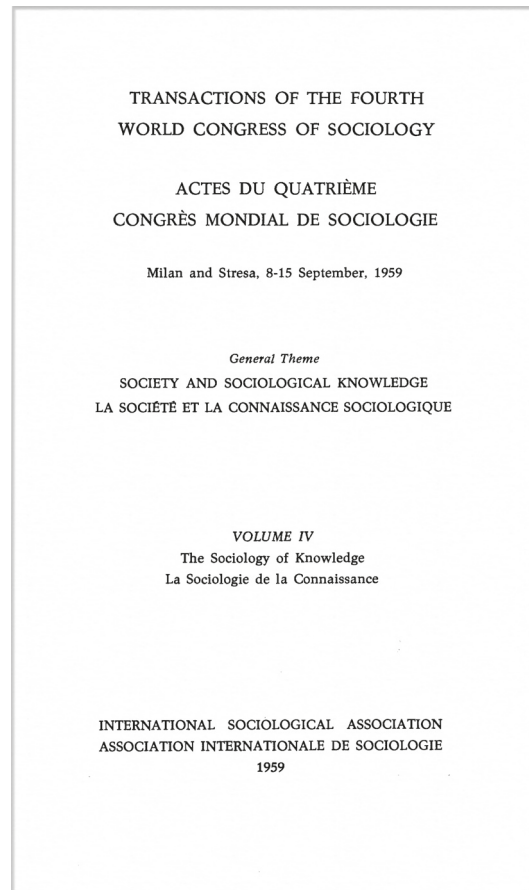 TRANSACTIONS OF THE FOURTH
WORLD CONGRESS OF SOCIOLOGY
ACTES DU QUATRIÈME
CONGRÈS MONDIAL DE SOCIOLOGIE
Milan and Stresa, 8-15 September, 1959
General Theme
SOCIETY AND SOCIOLOGICAL KNOWLEDGE
LA SOCIÉTÉ ET LA CONNAISSANCE SOCIOLOGIQUE
VOLUME IV
The Sociology of Knowledge
La Sociologie de la Connaissance
INTERNATIONAL SOCIOLOGICAL ASSOCIATION
ASSOCIATION INTERNATIONALE DE SOCIOLOGIE
1959